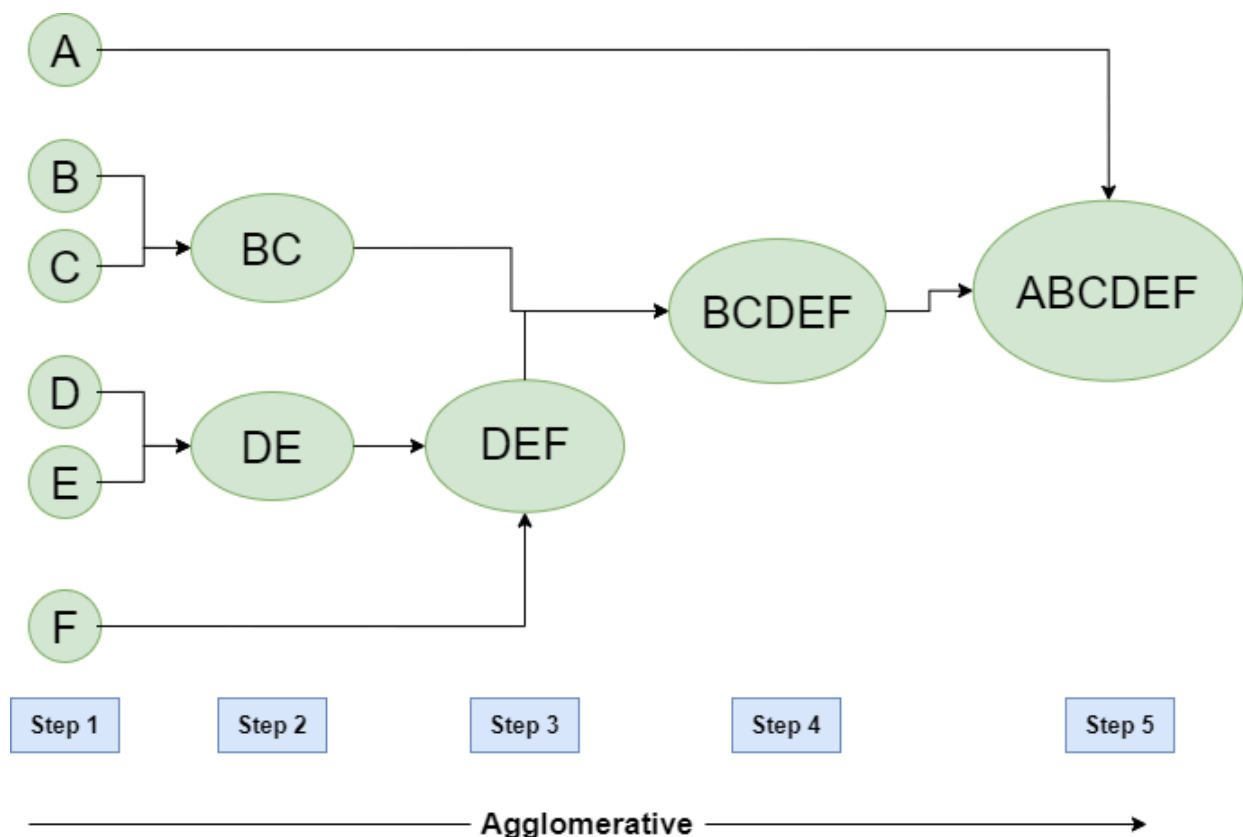 A
B
C
BC
D
E
DE
DEF
F
BCDEF
ABCDEF
Step 1
Step 2
Step 3
Step 4
Step 5
Agglomerative